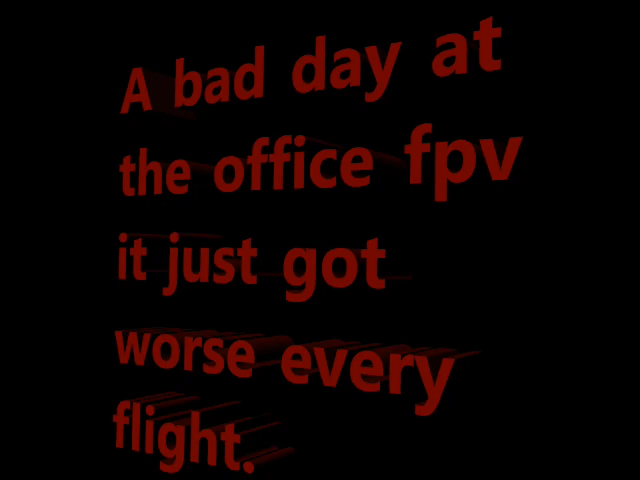 A bad day at
the office fpv
it just got
worse every
flight.